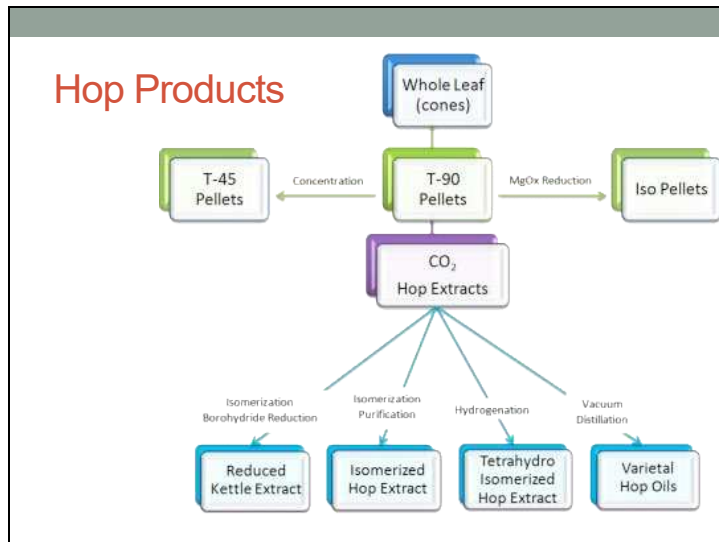 Hop Products
Whole Leaf
(cones)
T-45
Pellets
Concentration
T-90
Pellets
MgOx Reduction
Iso Pellets
CO₂
Hop Extracts
Isomerization
Borohydride Reduction
Isomerization
Purification
Hydrogenation
Vacuum
Distillation
Reduced
Kettle Extract
Isomerized
Hop Extract
Tetrahydro
Isomerized
Hop Extract
Varietal
Hop Oils